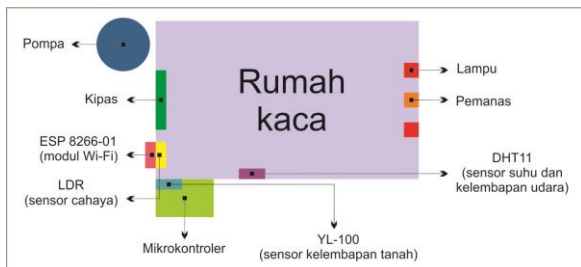 Pompa
Rumah
kaca
Lampu
Kipas
Pemanas
ESP 8266-01
(modul Wi-Fi)
DHT11
(sensor suhu dan
kelembapan udara)
LDR
(sensor cahaya)
Mikrokontroler
YL-100
(sensor kelembapan tanah)